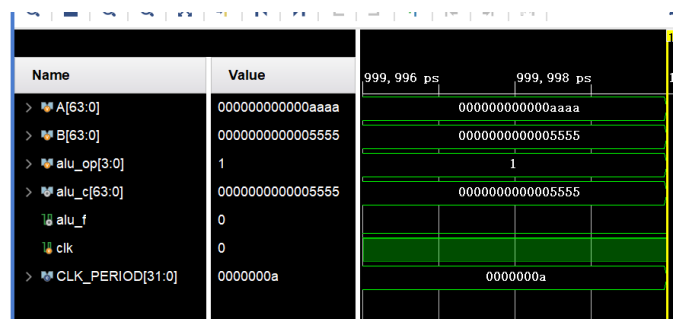 Name Value 999,996 ps 999,998 ps
A[63:0] 000000000000aaaa 000000000000aaaa
B[63:0] 0000000000005555 0000000000005555
alu_op[3:0] 1 1
alu_c[63:0] 0000000000005555 0000000000005555
alu_f 0
clk 0
CLK_PERIOD[31:0] 0000000a 0000000a